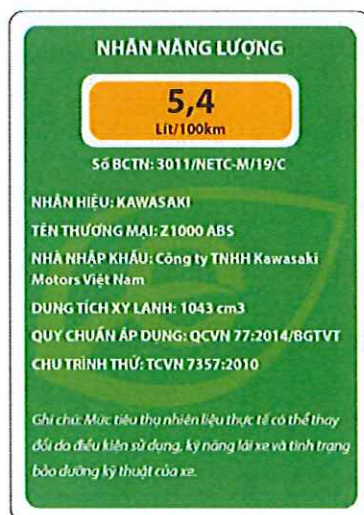 NHÃN NĂNG LƯỢNG
5,4
Lít/100km
Số BCTN: 3011/NETC-M/19/C
NHÃN HIỆU: KAWASAKI
TÊN THƯƠNG MẠI: Z1000 ABS
NHÀ NHẬP KHẨU: Công ty TNHH Kawasaki
Motors Việt Nam
DUNG TÍCH XY LANH: 1043 cm3
QUY CHUẨN ÁP DỤNG: QCVN 77:2014/BGTVT
CHU TRÌNH THỬ: TCVN 7357:2010
Ghi chú: Mức tiêu thụ nhiên liệu thực tế có thể thay
đổi do điều kiện sử dụng, kỹ năng lái xe và tình trạng
bảo dưỡng kỹ thuật của xe.